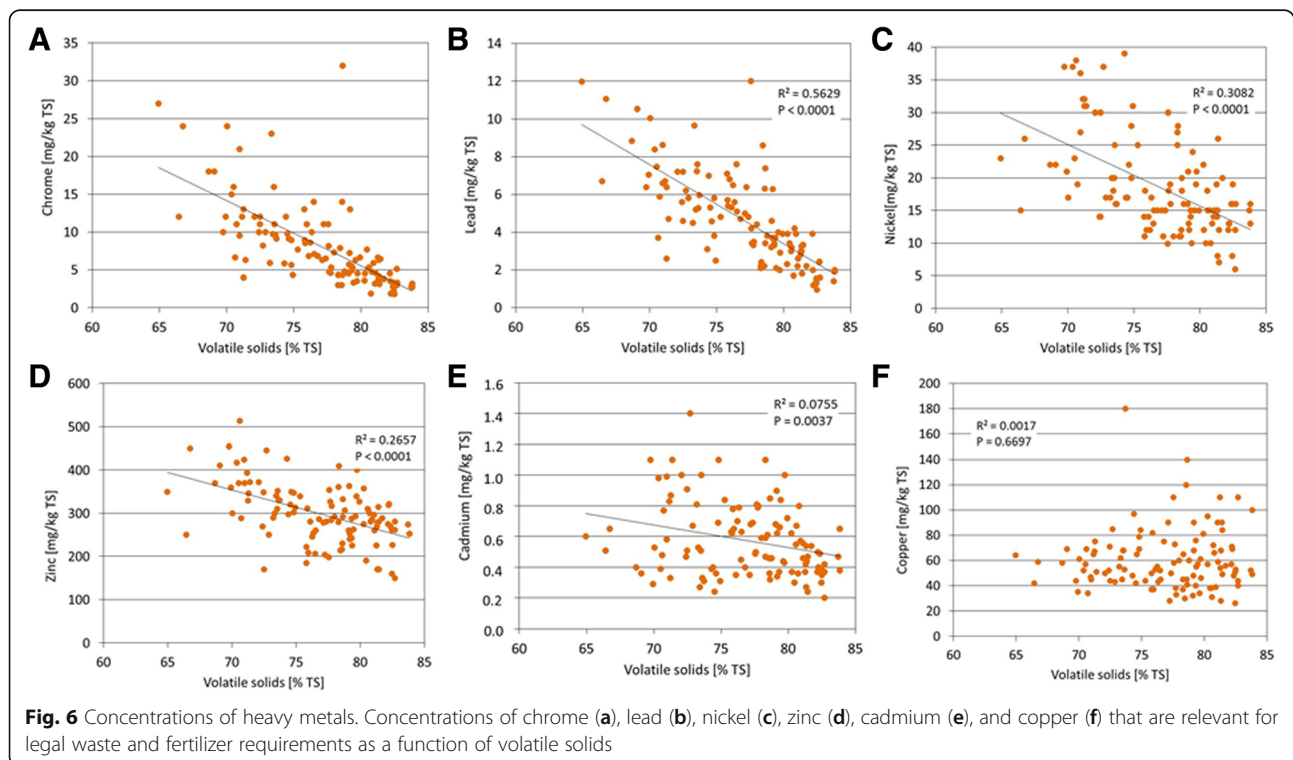 A
Chrome [mg/kg TS]
35
30
25
20
15
10
5
0
60 65 70 75 80 85
Volatile solids [% TS]
B
Lead [mg/kg TS]
14
12
10
8
6
4
2
0
R² = 0.5629
P < 0.0001
60 65 70 75 80 85
Volatile solids [% TS]
C
Nickel[mg/kg TS]
40
35
30
25
20
15
10
5
0
R² = 0.3082
P < 0.0001
60 65 70 75 80 85
Volatile solids [% TS]
D
Zinc [mg/kg TS]
600
500
400
300
200
100
0
R² = 0.2657
P < 0.0001
60 65 70 75 80 85
Volatile solids [% TS]
E
Cadmium [mg/kg TS]
1.6
1.4
1.2
1.0
0.8
0.6
0.4
0.2
0.0
R² = 0.0755
P = 0.0037
60 65 70 75 80 85
Volatile solids [% TS]
F
Copper [mg/kg TS]
200
180
160
140
120
100
80
60
40
20
0
R² = 0.0017
P = 0.6697
60 65 70 75 80 85
Volatile solids [% TS]
Fig. 6 Concentrations of heavy metals. Concentrations of chrome (a), lead (b), nickel (c), zinc (d), cadmium (e), and copper (f) that are relevant for
legal waste and fertilizer requirements as a function of volatile solids